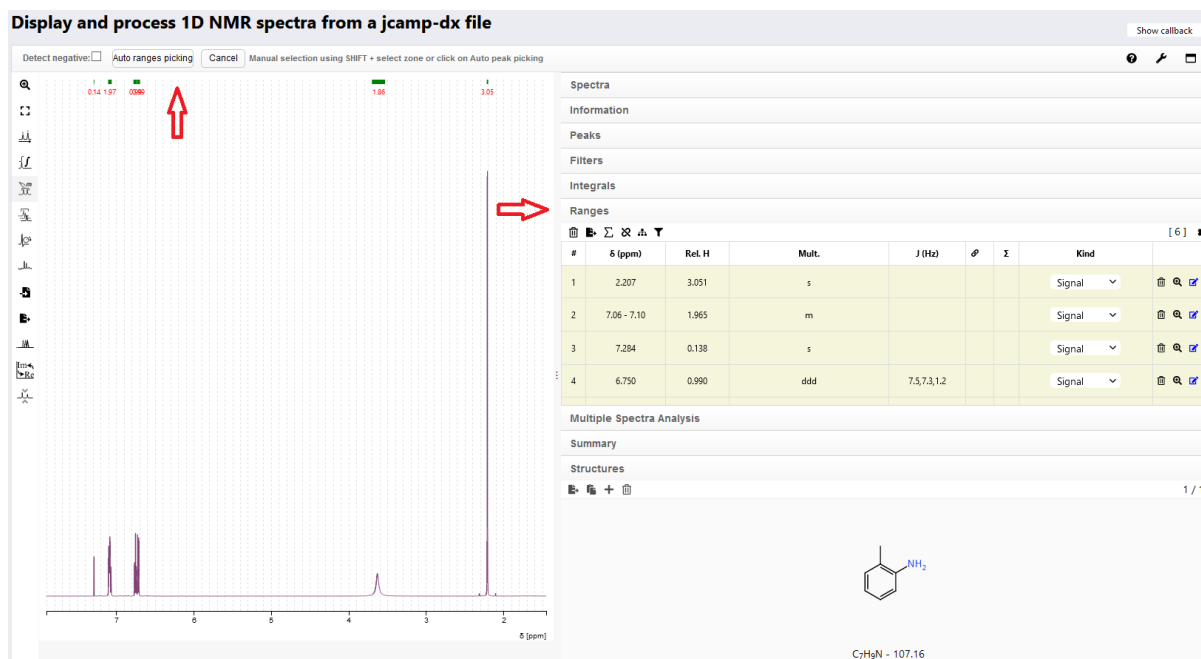 Display and process 1D NMR spectra from a jcamp-dx file
Show callback
Detect negative: Auto ranges picking Cancel Manual selection using SHIFT + select zone or click on Auto peak picking
0.14 1.97 0.99 1.86 3.05
7 6 5 4 3 2
δ [ppm]
Im
Re
Spectra
Information
Peaks
Filters
Integrals
Ranges
[ 6 ]
# δ (ppm) Rel. H Mult. J (Hz) Σ Kind
1 2.207 3.051 s Signal
2 7.06 - 7.10 1.965 m Signal
3 7.284 0.138 s Signal
4 6.750 0.990 ddd 7.5,7.3,1.2 Signal
Multiple Spectra Analysis
Summary
Structures
1 / 1
NH₂
C₇H₉N - 107.16